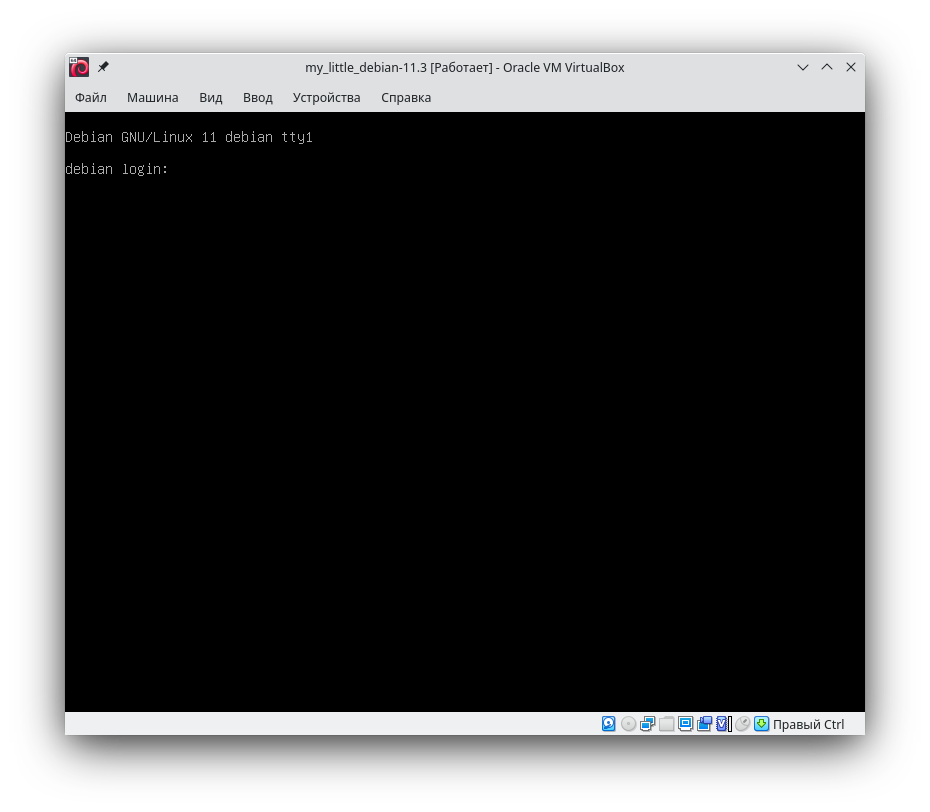 my_little_debian-11.3 [Работает] - Oracle VM VirtualBox
Файл Машина Вид Ввод Устройства Справка
Debian GNU/Linux 11 debian tty1
debian login:
Правый Ctrl